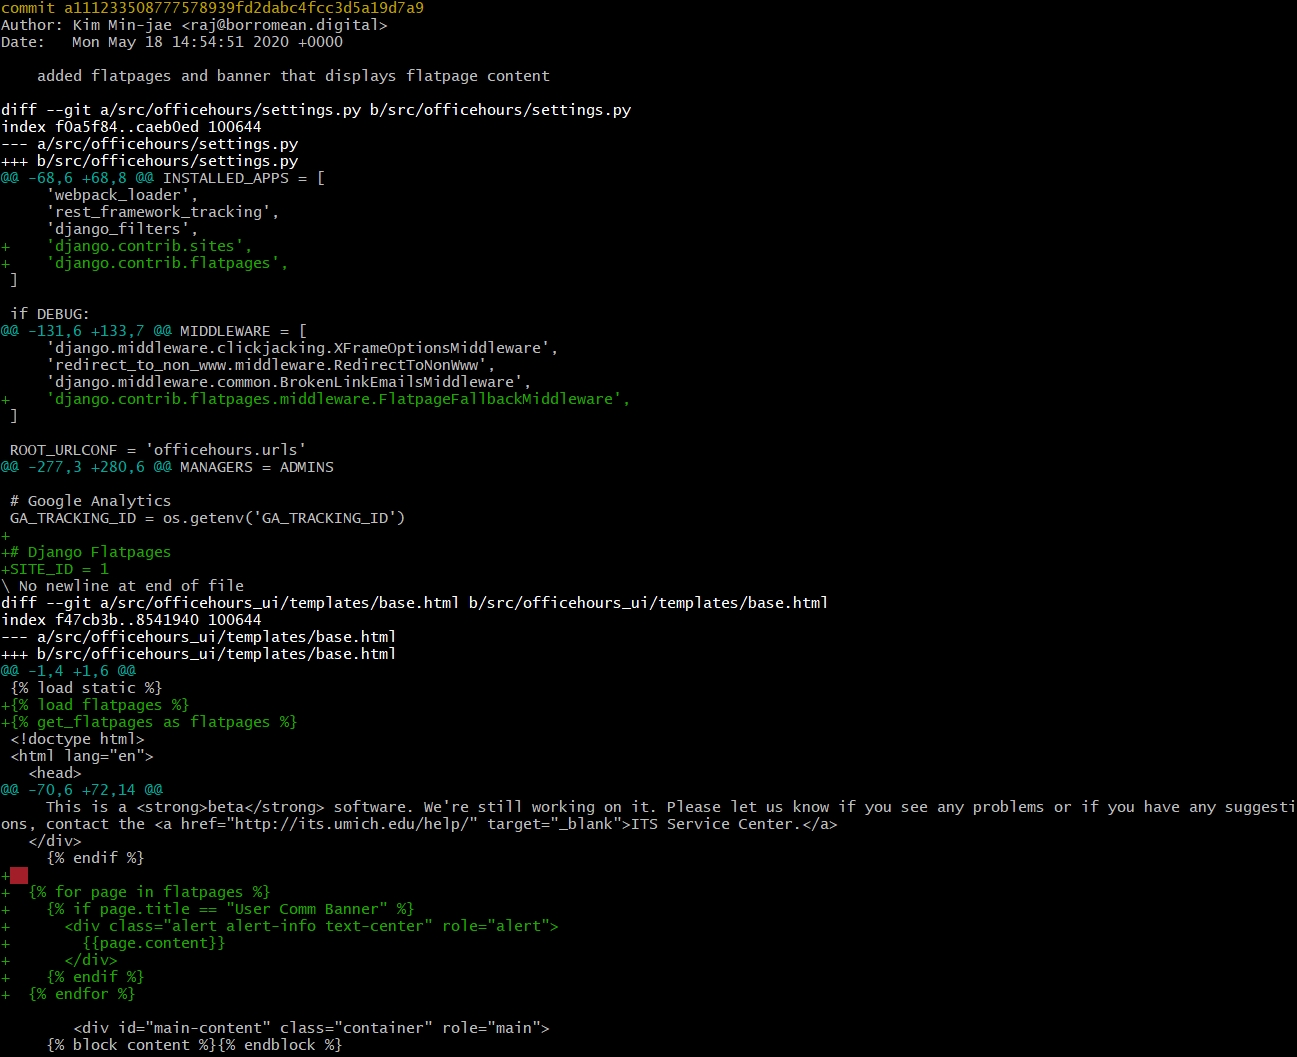 commit a111233508777578939fd2dabc4fcc3d5a19d7a9
Author: Kim Min-jae <raj@borromean.digital>
Date:   Mon May 18 14:54:51 2020 +0000

    added flatpages and banner that displays flatpage content

diff --git a/src/officehours/settings.py b/src/officehours/settings.py
index f0a5f84..caeb0ed 100644
--- a/src/officehours/settings.py
+++ b/src/officehours/settings.py
@@ -68,6 +68,8 @@ INSTALLED_APPS = [
     'webpack_loader',
     'rest_framework_tracking',
     'django_filters',
+    'django.contrib.sites',
+    'django.contrib.flatpages',
 ]

 if DEBUG:
@@ -131,6 +133,7 @@ MIDDLEWARE = [
     'django.middleware.clickjacking.XFrameOptionsMiddleware',
     'redirect_to_non_www.middleware.RedirectToNonWww',
     'django.middleware.common.BrokenLinkEmailsMiddleware',
+    'django.contrib.flatpages.middleware.FlatpageFallbackMiddleware',
 ]

 ROOT_URLCONF = 'officehours.urls'
@@ -277,3 +280,6 @@ MANAGERS = ADMINS

 # Google Analytics
 GA_TRACKING_ID = os.getenv('GA_TRACKING_ID')
+
+# Django Flatpages
+SITE_ID = 1
\ No newline at end of file
diff --git a/src/officehours_ui/templates/base.html b/src/officehours_ui/templates/base.html
index f47cb3b..8541940 100644
--- a/src/officehours_ui/templates/base.html
+++ b/src/officehours_ui/templates/base.html
@@ -1,4 +1,6 @@
 {% load static %}
+{% load flatpages %}
+{% get_flatpages as flatpages %}
 <!doctype html>
 <html lang="en">
   <head>
@@ -70,6 +72,14 @@
     This is a <strong>beta</strong> software. We're still working on it. Please let us know if you see any problems or if you have any suggesti
ons, contact the <a href="http://its.umich.edu/help/" target="_blank">ITS Service Center.</a>
   </div>
     {% endif %}
+
+  {% for page in flatpages %}
+    {% if page.title == "User Comm Banner" %}
+      <div class="alert alert-info text-center" role="alert">
+        {{page.content}}
+      </div>
+    {% endif %}
+  {% endfor %}

        <div id="main-content" class="container" role="main">
     {% block content %}{% endblock %}